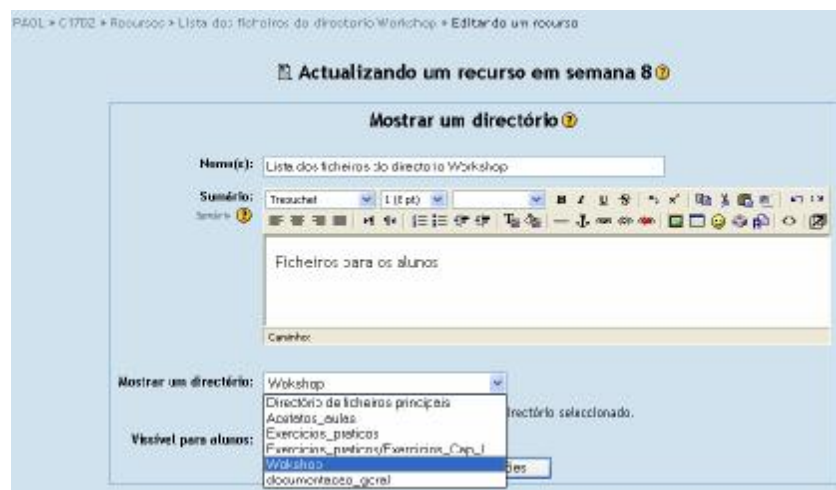 PAOL » C1702 » Recursos » Lista dos ficheiros do directorio Workshop » Editando um recurso
Actualizando um recurso em semana 8
Mostrar um directório
Nome(s): Lista dos ficheiros do directorio Workshop
Sumário: Trebuchet 1 (8 pt)
Sumário
Ficheiros para os alunos
Caminho:
Mostrar um directório: Wokshop
Directório de ficheiros principais
Acetatos_aulas
directório seleccionado.
Exercicios_praticos
Visível para alunos: Exercicios_praticos/Exercicios_Cap_I
Wokshop
ões
documentacao_geral